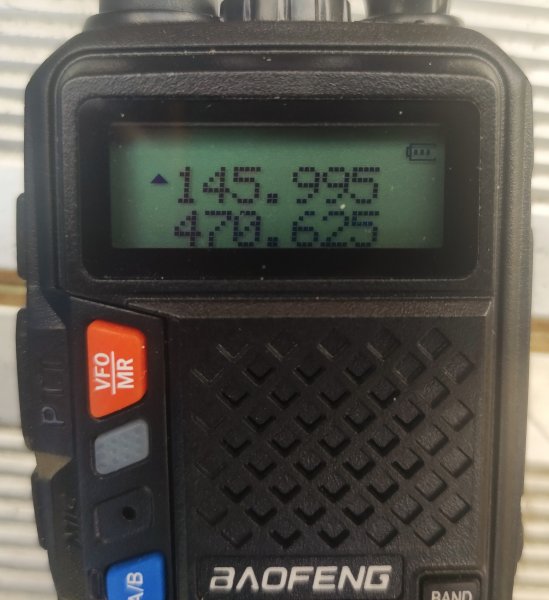 145.995
470.625
VFO
MR
A/B
BAOFENG
BAND